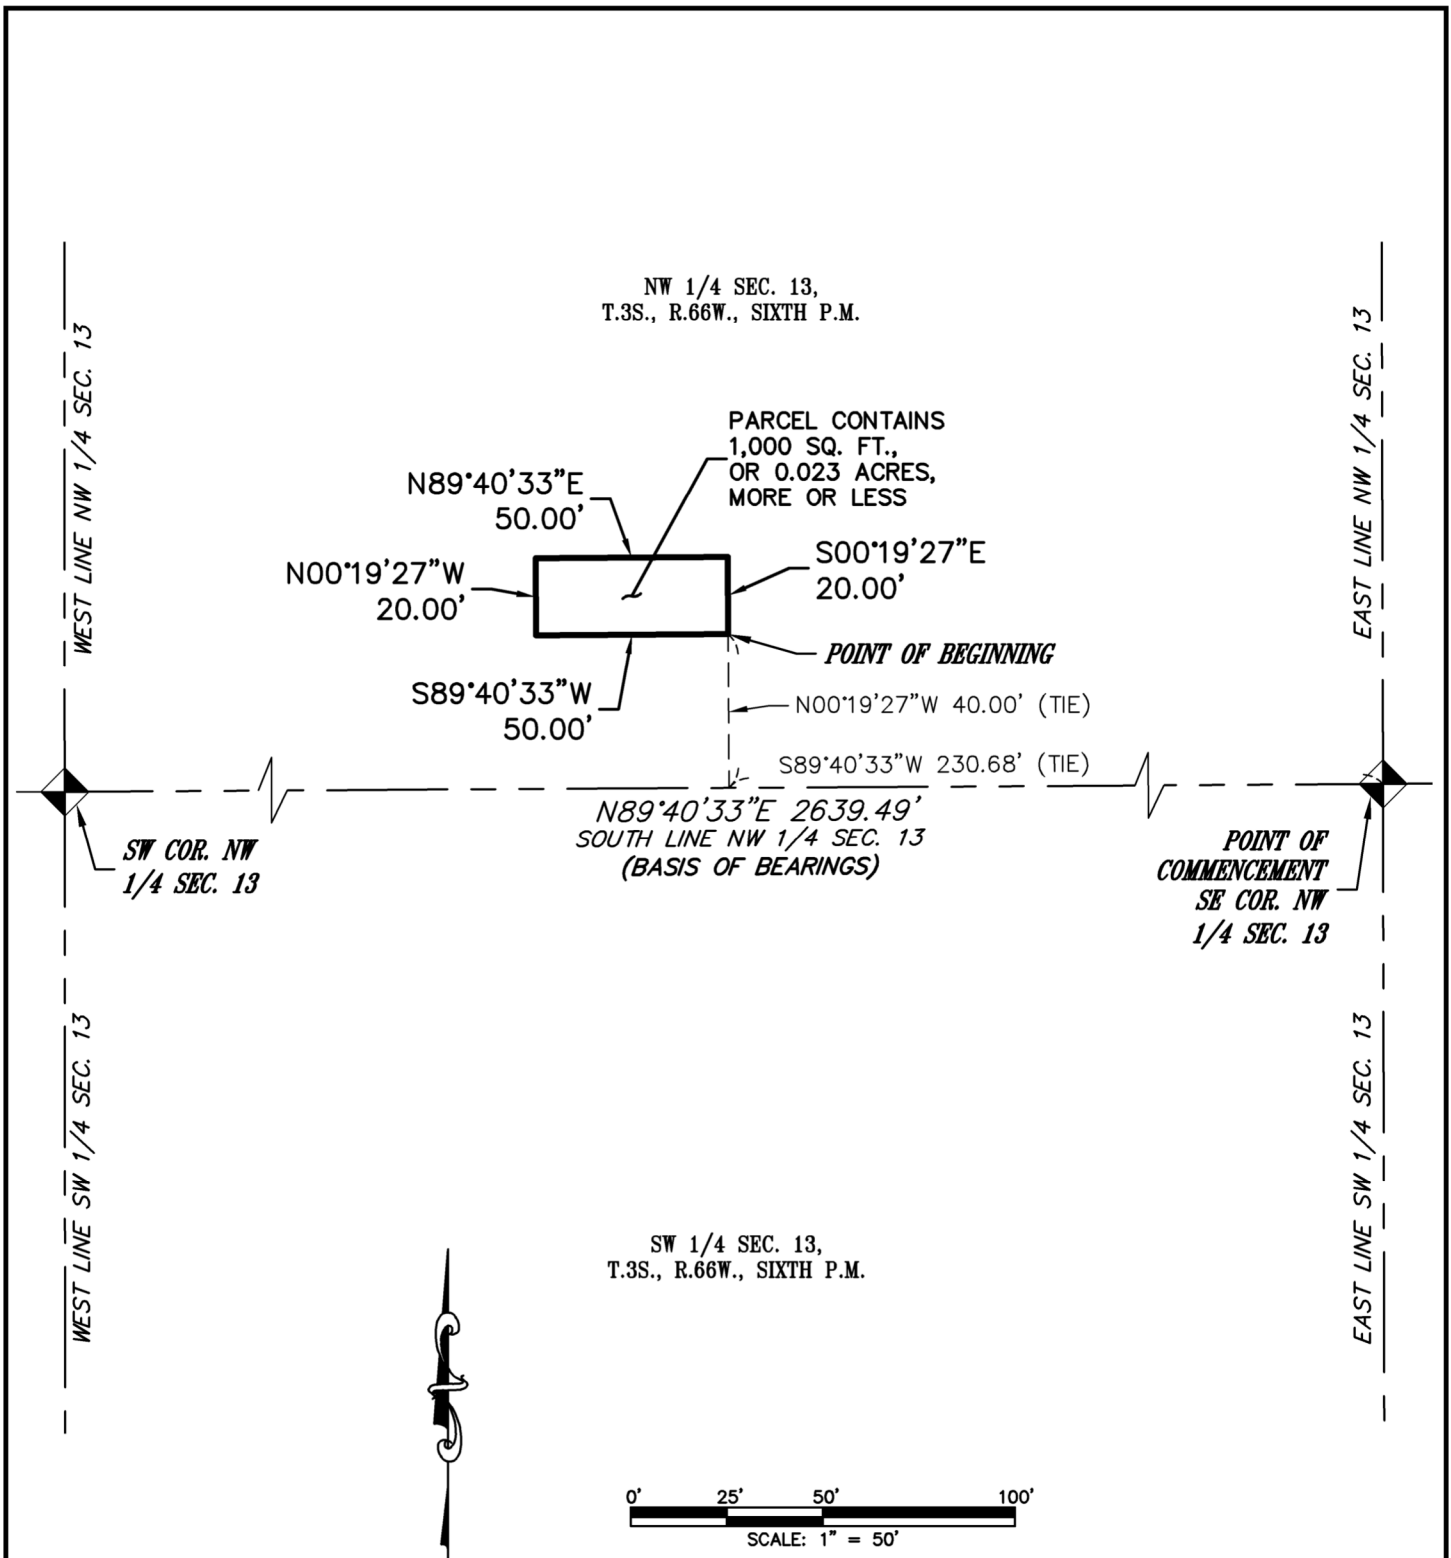 NW 1/4 SEC. 13,
T.3S., R.66W., SIXTH P.M.
WEST LINE NW 1/4 SEC. 13
EAST LINE NW 1/4 SEC. 13
PARCEL CONTAINS
1,000 SQ. FT.,
OR 0.023 ACRES,
MORE OR LESS
N89°40'33"E
50.00'
N00°19'27"W
20.00'
S00°19'27"E
20.00'
POINT OF BEGINNING
S89°40'33"W
50.00'
N00°19'27"W 40.00' (TIE)
S89°40'33"W 230.68' (TIE)
N89°40'33"E 2639.49'
SOUTH LINE NW 1/4 SEC. 13
(BASIS OF BEARINGS)
SW COR. NW
1/4 SEC. 13
POINT OF
COMMENCEMENT
SE COR. NW
1/4 SEC. 13
WEST LINE SW 1/4 SEC. 13
EAST LINE SW 1/4 SEC. 13
SW 1/4 SEC. 13,
T.3S., R.66W., SIXTH P.M.
0' 25' 50' 100'
SCALE: 1" = 50'